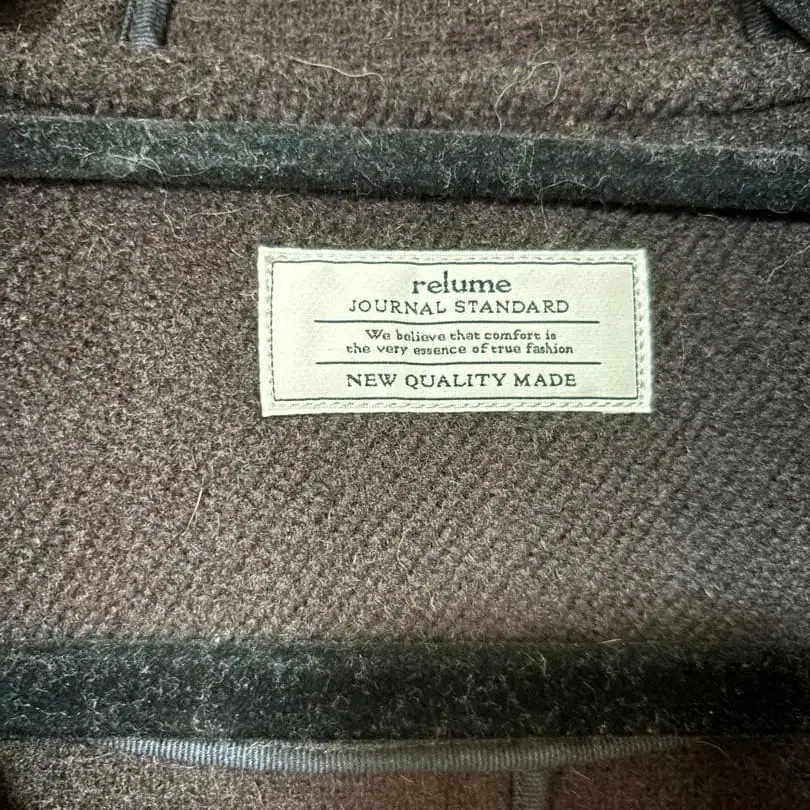 relume
JOURNAL STANDARD
We believe that comfort is
the very essence of true fashion
NEW QUALITY MADE